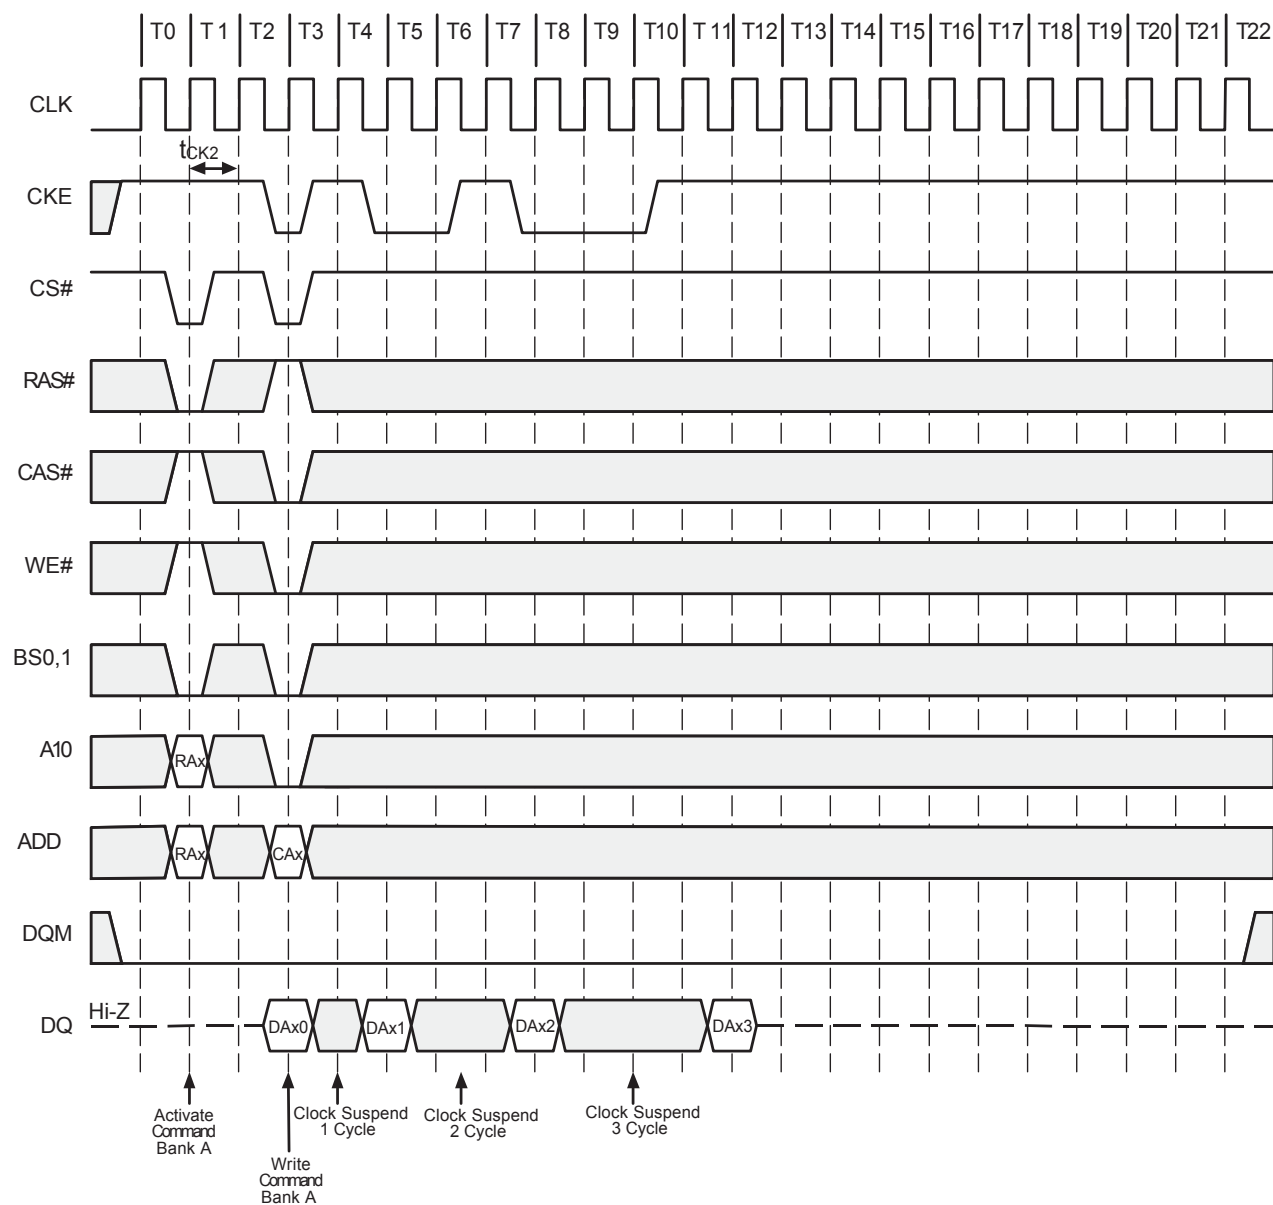 T0 T1 T2 T3 T4 T5 T6 T7 T8 T9 T10 T11 T12 T13 T14 T15 T16 T17 T18 T19 T20 T21 T22
CLK
tCK2
CKE
CS#
RAS#
CAS#
WE#
BS0,1
A10
RAx
ADD
RAx CAx
DQM
Hi-Z
DQ
DAx0 DAx1 DAx2 DAx3
Activate
Command
Bank A
Write
Command
Bank A
Clock Suspend
1 Cycle
Clock Suspend
2 Cycle
Clock Suspend
3 Cycle